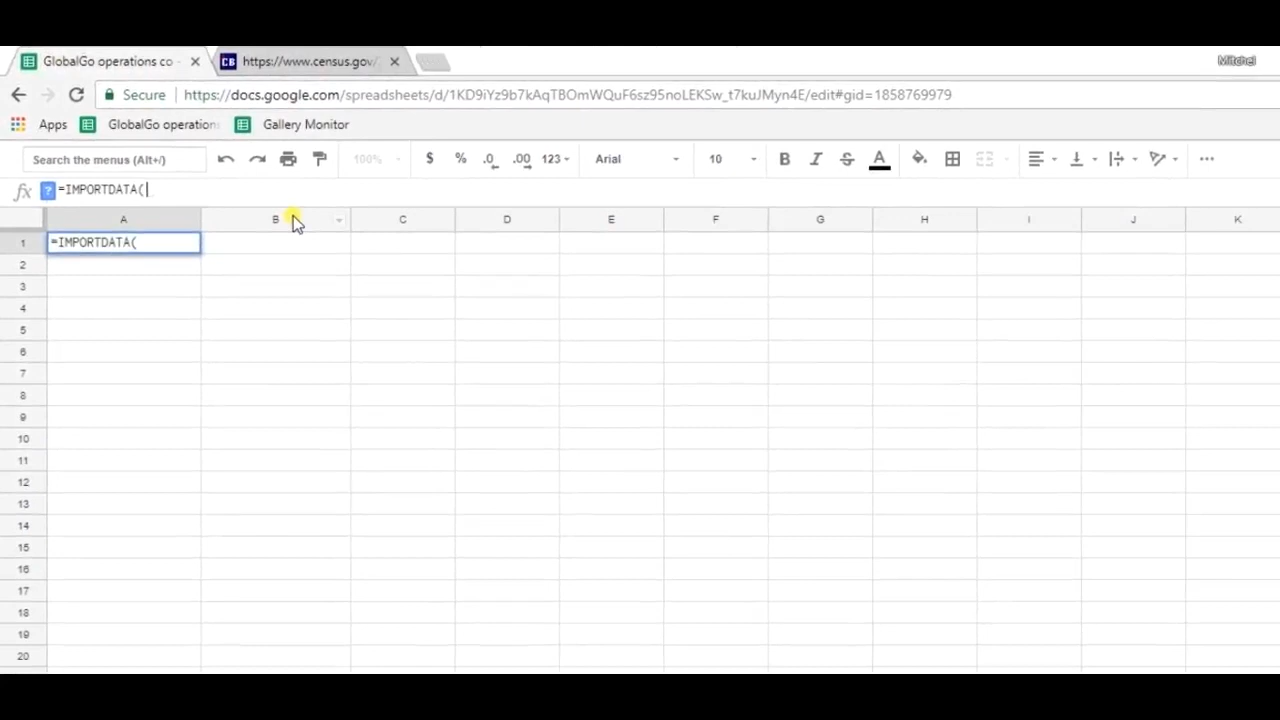 GlobalGo operations co
CB https://www.census.gov/
Mitchel
Secure https://docs.google.com/spreadsheets/d/1KD9iYz9b7kAqTBOmWQuF6sz95noLEKSw_t7kuJMyn4E/edit#gid=1858769979
Apps GlobalGo operation Gallery Monitor
Search the menus (Alt+/) 100% $ % .0 .00 123 Arial 10 B I S A
fx ? =IMPORTDATA(
A B C D E F G H I J K
1 =IMPORTDATA(
2
3
4
5
6
7
8
9
10
11
12
13
14
15
16
17
18
19
20